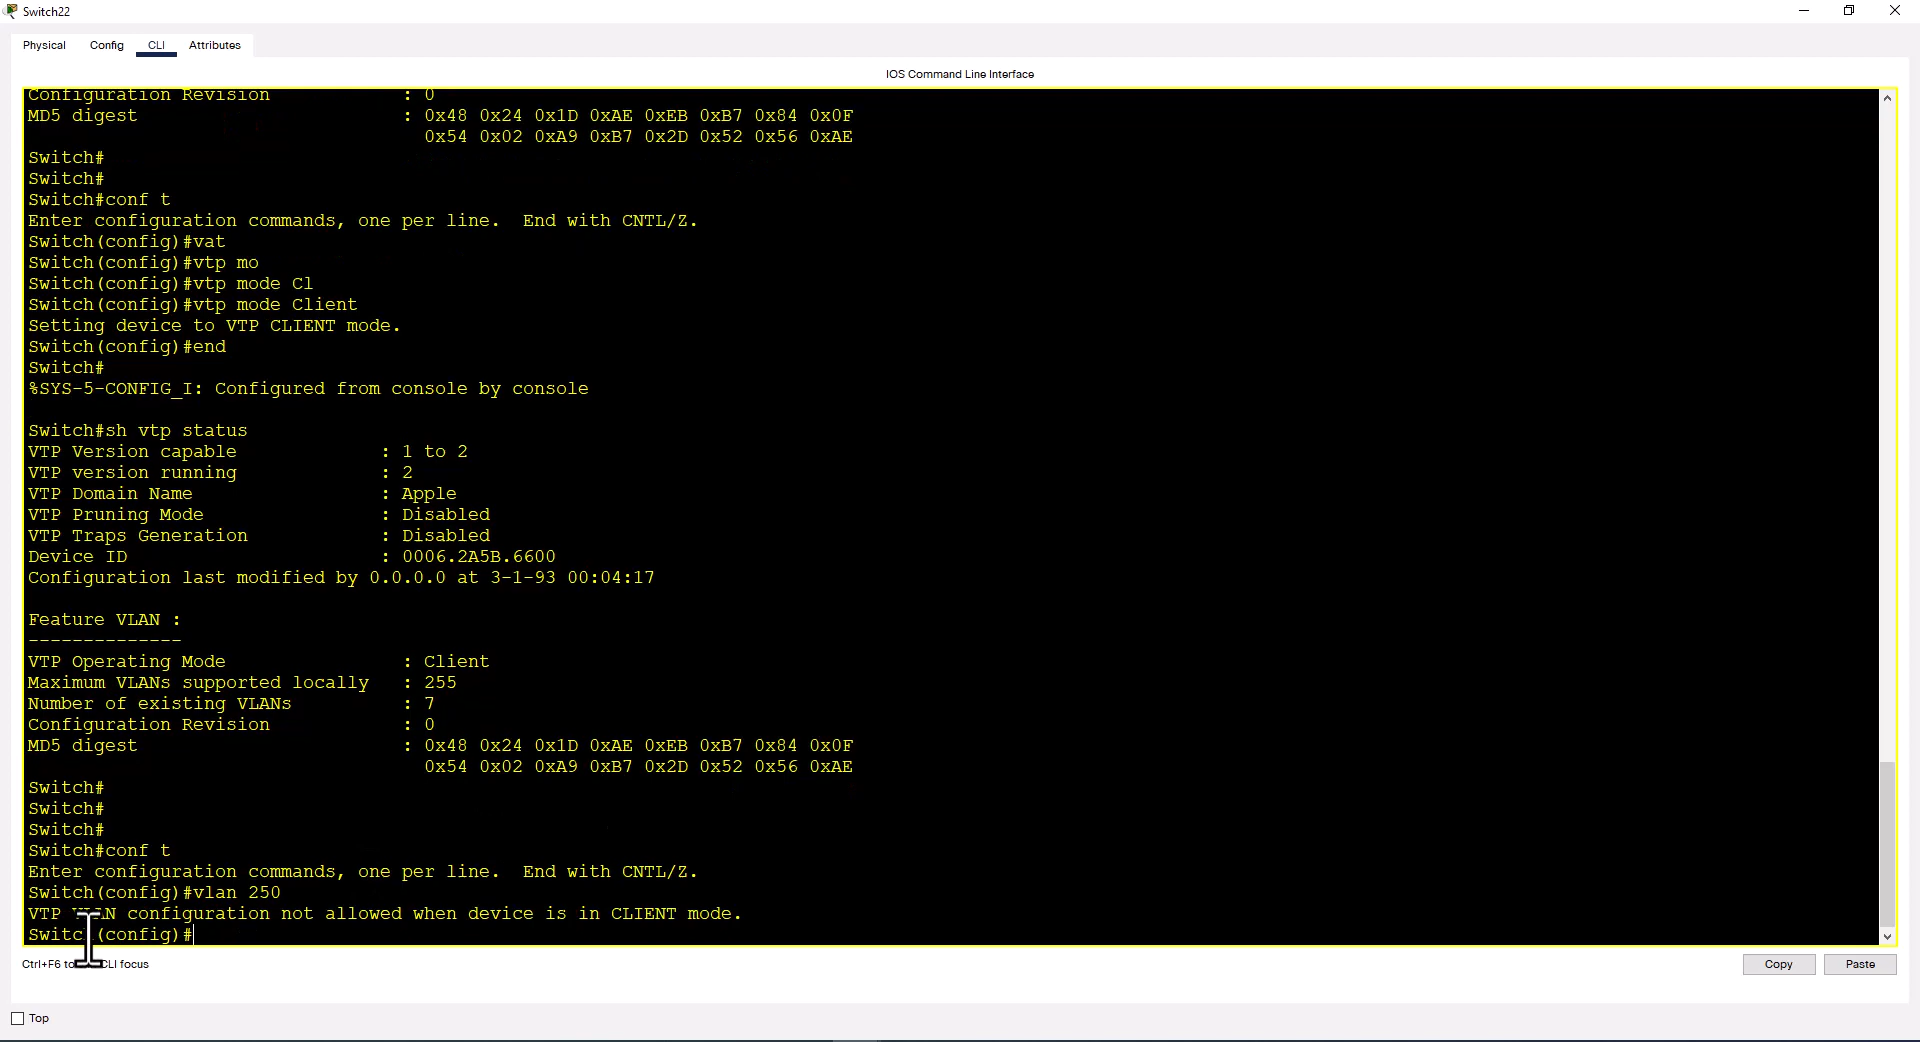 Switch22
Physical Config CLI Attributes
IOS Command Line Interface
Configuration Revision : 0
MD5 digest : 0x48 0x24 0x1D 0xAE 0xEB 0xB7 0x84 0x0F
0x54 0x02 0xA9 0xB7 0x2D 0x52 0x56 0xAE
Switch#
Switch#
Switch#conf t
Enter configuration commands, one per line. End with CNTL/Z.
Switch(config)#vat
Switch(config)#vtp mo
Switch(config)#vtp mode Cl
Switch(config)#vtp mode Client
Setting device to VTP CLIENT mode.
Switch(config)#end
Switch#
%SYS-5-CONFIG_I: Configured from console by console
Switch#sh vtp status
VTP Version capable : 1 to 2
VTP version running : 2
VTP Domain Name : Apple
VTP Pruning Mode : Disabled
VTP Traps Generation : Disabled
Device ID : 0006.2A5B.6600
Configuration last modified by 0.0.0.0 at 3-1-93 00:04:17
Feature VLAN :
--------------
VTP Operating Mode : Client
Maximum VLANs supported locally : 255
Number of existing VLANs : 7
Configuration Revision : 0
MD5 digest : 0x48 0x24 0x1D 0xAE 0xEB 0xB7 0x84 0x0F
0x54 0x02 0xA9 0xB7 0x2D 0x52 0x56 0xAE
Switch#
Switch#
Switch#
Switch#conf t
Enter configuration commands, one per line. End with CNTL/Z.
Switch(config)#vlan 250
VTP VLAN configuration not allowed when device is in CLIENT mode.
Switch(config)#
Ctrl+F6 to CLI focus
Copy Paste
Top